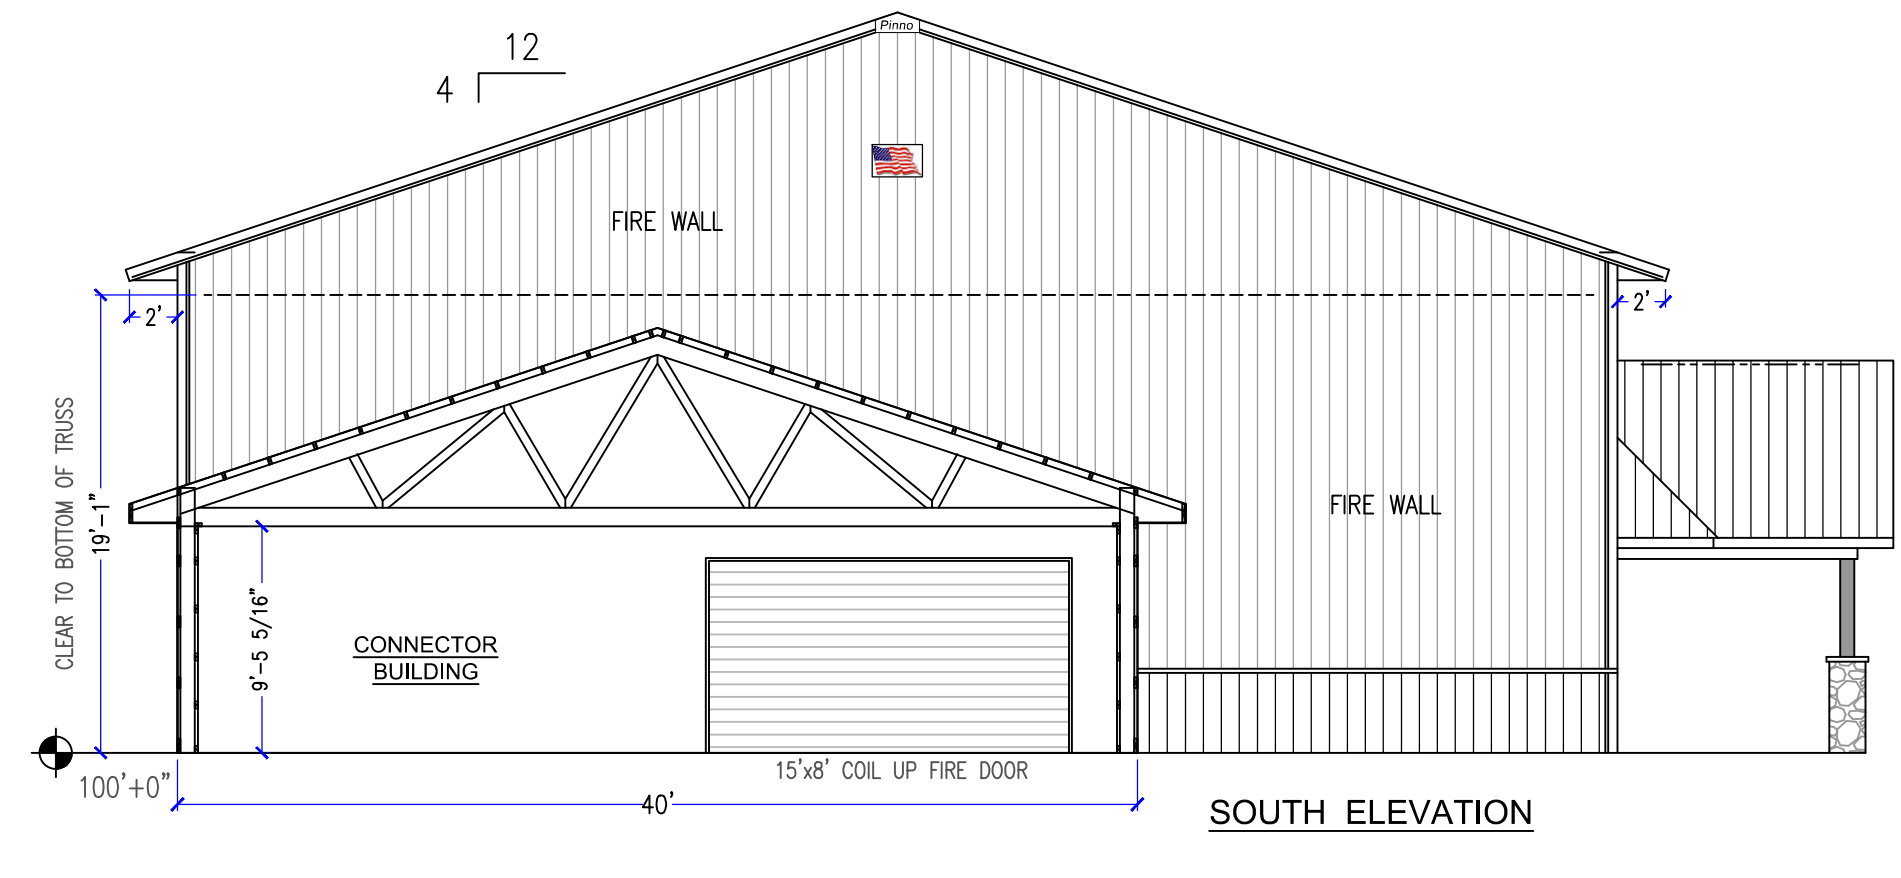 Pinno
12
4
FIRE WALL
2'
2'
CLEAR TO BOTTOM OF TRUSS
19'-1"
FIRE WALL
9'-5 5/16"
CONNECTOR
BUILDING
15'x8' COIL UP FIRE DOOR
100'+0"
40'
SOUTH ELEVATION